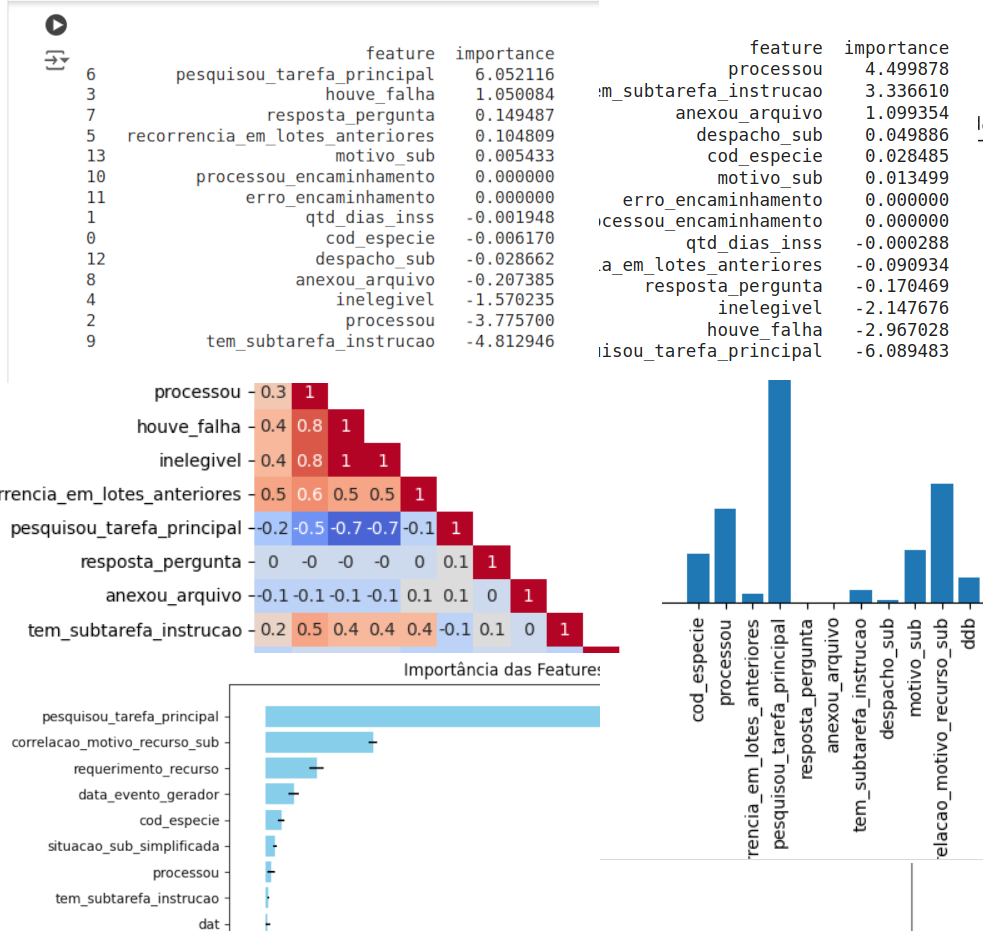 feature importance
6 pesquisou_tarefa_principal 6.052116
3 houve_falha 1.050084
7 resposta_pergunta 0.149487
5 recorrencia_em_lotes_anteriores 0.104809
13 motivo_sub 0.005433
10 processou_encaminhamento 0.000000
11 erro_encaminhamento 0.000000
1 qtd_dias_inss -0.001948
0 cod_especie -0.006170
12 despacho_sub -0.028662
8 anexou_arquivo -0.207385
4 inelegivel -1.570235
2 processou -3.775700
9 tem_subtarefa_instrucao -4.812946
feature importance
processou 4.499878
em_subtarefa_instrucao 3.336610
anexou_arquivo 1.099354
despacho_sub 0.049886
cod_especie 0.028485
motivo_sub 0.013499
erro_encaminhamento 0.000000
ocessou_encaminhamento 0.000000
qtd_dias_inss -0.000288
ia_em_lotes_anteriores -0.090934
resposta_pergunta -0.170469
inelegivel -2.147676
houve_falha -2.967028
uisou_tarefa_principal -6.089483
processou 0.3 1
houve_falha 0.4 0.8 1
inelegivel 0.4 0.8 1 1
rrencia_em_lotes_anteriores 0.5 0.6 0.5 0.5 1
pesquisou_tarefa_principal -0.2 -0.5 -0.7 -0.7 -0.1 1
resposta_pergunta 0 -0 -0 -0 0 0.1 1
anexou_arquivo -0.1 -0.1 -0.1 -0.1 0.1 0.1 0 1
tem_subtarefa_instrucao 0.2 0.5 0.4 0.4 0.4 -0.1 0.1 0 1
cod_especie
processou
rrencia_em_lotes_anteriores
pesquisou_tarefa_principal
resposta_pergunta
anexou_arquivo
tem_subtarefa_instrucao
despacho_sub
motivo_sub
relacao_motivo_recurso_sub
ddb
Importância das Features
pesquisou_tarefa_principal
correlacao_motivo_recurso_sub
requerimento_recurso
data_evento_gerador
cod_especie
situacao_sub_simplificada
processou
tem_subtarefa_instrucao
dat